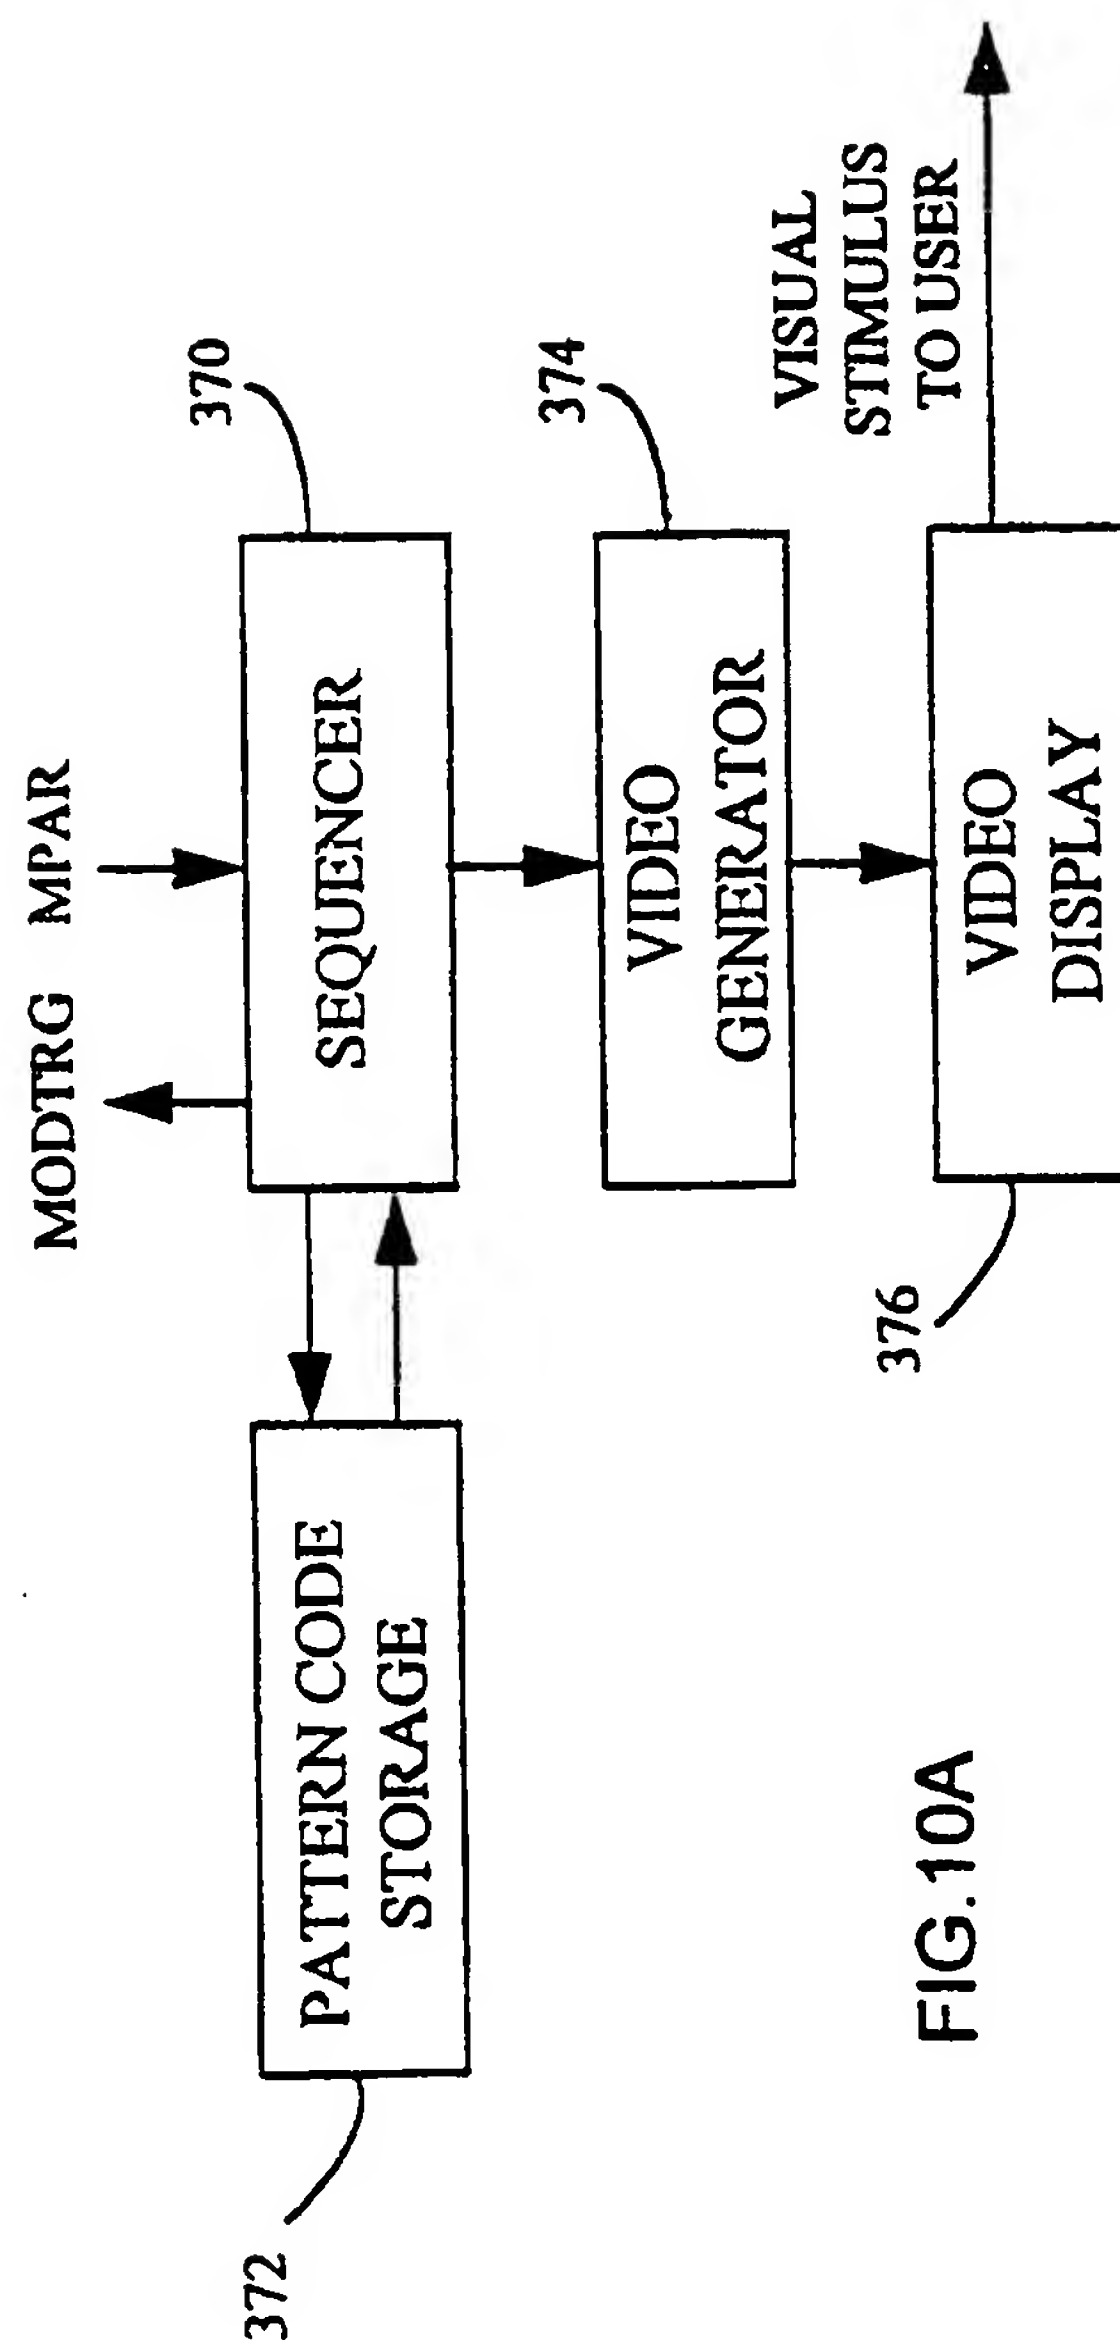 MODTRG MPAR
370
SEQUENCER
372
PATTERN CODE
STORAGE
374
VIDEO
GENERATOR
VISUAL
STIMULUS
TO USER
376
VIDEO
DISPLAY
FIG.10A